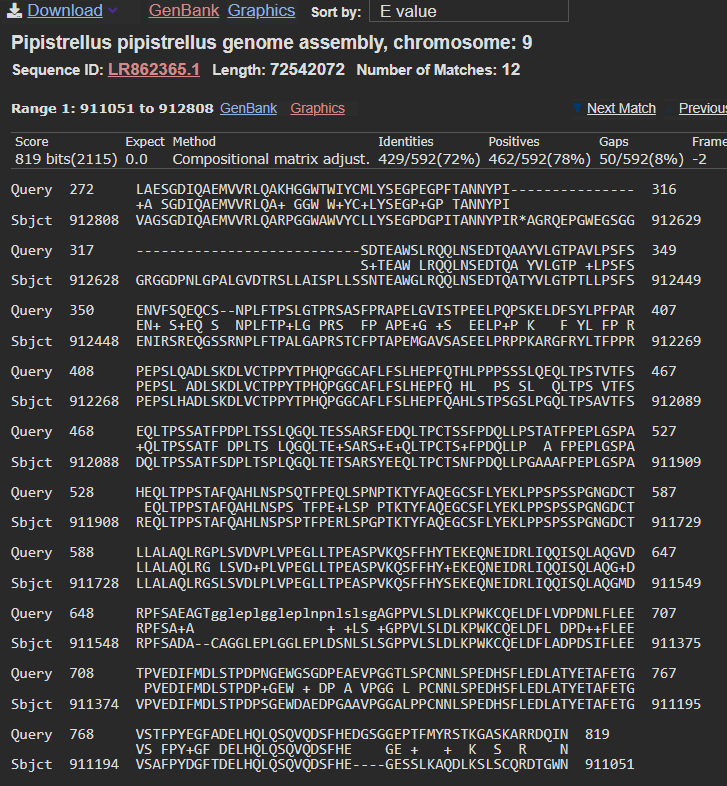 Download GenBank Graphics Sort by: E value
Pipistrellus pipistrellus genome assembly, chromosome: 9
Sequence ID: LR862365.1 Length: 72542072 Number of Matches: 12
Range 1: 911051 to 912808 GenBank Graphics Next Match Previous
Score Expect Method Identities Positives Gaps Frame
819 bits(2115) 0.0 Compositional matrix adjust. 429/592(72%) 462/592(78%) 50/592(8%) -2
Query 272 LAESGDIQAEMVVRLQAKHGGWTWIYCMLYSEGPEGPFTANNYPI--------------- 316
+A SGDIQAEMVVRLQA+ GGW W+YC+LYSEGP+GP TANNYPI
Sbjct 912808 VAGSGDIQAEMVVRLQARPGGWAWVYCLLYSEGPDGPITANNYPIR*AGRQEPGWEGSGG 912629
Query 317 ---------------------------SDTEAWSLRQQLNSEDTQAAYVLGTPAVLPSFS 349
S+TEAW LRQQLNSEDTQA YVLGTP +LPSFS
Sbjct 912628 GRGGDPNLGPALGVDTRSLLAISPLLSSNTEAWGLRQQLNSEDTQATYVLGTPTLLPSFS 912449
Query 350 ENVFSQEQCS--NPLFTPSLGTPRSASFPRAPELGVISTPEELPQPSKELDFSYLPFPAR 407
EN+ S+EQ S NPLFTP+LG PRS FP APE+G +S EELP+P K F YL FP R
Sbjct 912448 ENIRSREQGSSRNPLFTPALGAPRSTCFPTAPEMGAVSASEELPRPPKARGFRYLTFPPR 912269
Query 408 PEPSLQADLSKDLVCTPPYTPHQPGGCAFLFSLHEPFQTHLPPPSSSLQEQLTPSTVTFS 467
PEPSL ADLSKDLVCTPPYTPHQPGGCAFLFSLHEPFQ HL PS SL QLTPS VTFS
Sbjct 912268 PEPSLHADLSKDLVCTPPYTPHQPGGCAFLFSLHEPFQAHLSTPSGSLPGQLTPSAVTFS 912089
Query 468 EQLTPSSATFPDPLTSSLQGQLTESSARSFEDQLTPCTSSFPDQLLPSTATFPEPLGSPA 527
+QLTPSSATF DPLTS LQGQLTE+SARS+E+QLTPCTS+FPDQLLP A FPEPLGSPA
Sbjct 912088 DQLTPSSATFSDPLTSPLQGQLTETSARSYEEQLTPCTSNFPDQLLPGAAAFPEPLGSPA 911909
Query 528 HEQLTPPSTAFQAHLNSPSQTFPEQLSPNPTKTYFAQEGCSFLYEKLPPSPSSPGNGDCT 587
EQLTPPSTAFQAHLNSPS TFPE+LSP PTKTYFAQEGCSFLYEKLPPSPSSPGNGDCT
Sbjct 911908 REQLTPPSTAFQAHLNSPSPTFPERLSPGPTKTYFAQEGCSFLYEKLPPSPSSPGNGDCT 911729
Query 588 LLALAQLRGPLSVDVPLVPEGLLTPEASPVKQSFFHYTEKEQNEIDRLIQQISQLAQGVD 647
LLALAQLRG LSVD+PLVPEGLLTPEASPVKQSFFHY+EKEQNEIDRLIQQISQLAQG+D
Sbjct 911728 LLALAQLRGSLSVDIPLVPEGLLTPEASPVKQSFFHYSEKEQNEIDRLIQQISQLAQGMD 911549
Query 648 RPFSAEAGTggleplggleplnpnlslsgAGPPVLSLDLKPWKCQELDFLVDPDNLFLEE 707
RPFSA+A + +LS +GPPVLSLDLKPWKCQELDFL DPD++FLEE
Sbjct 911548 RPFSADA--CAGGLEPLGGLEPLDSNLSLSGPPVLSLDLKPWKCQELDFLADPDSIFLEE 911375
Query 708 TPVEDIFMDLSTPDPNGEWGSGDPEAEVPGGTLSPCNNLSPEDHSFLEDLATYETAFETG 767
PVEDIFMDLSTPDP+GEW + DP A VPGG L PCNNLSPEDHSFLEDLATYETAFETG
Sbjct 911374 VPVEDIFMDLSTPDPSGEWDAEDPGAAVPGGALPPCNNLSPEDHSFLEDLATYETAFETG 911195
Query 768 VSTFPYEGFADELHQLQSQVQDSFHEDGSGGEPTFMYRSTKGASKARRDQIN 819
VS FPY+GF DELHQLQSQVQDSFHE GE + + K S R N
Sbjct 911194 VSAFPYDGFTDELHQLQSQVQDSFHE----GESSLKAQDLKSLSCQRDTGWN 911051